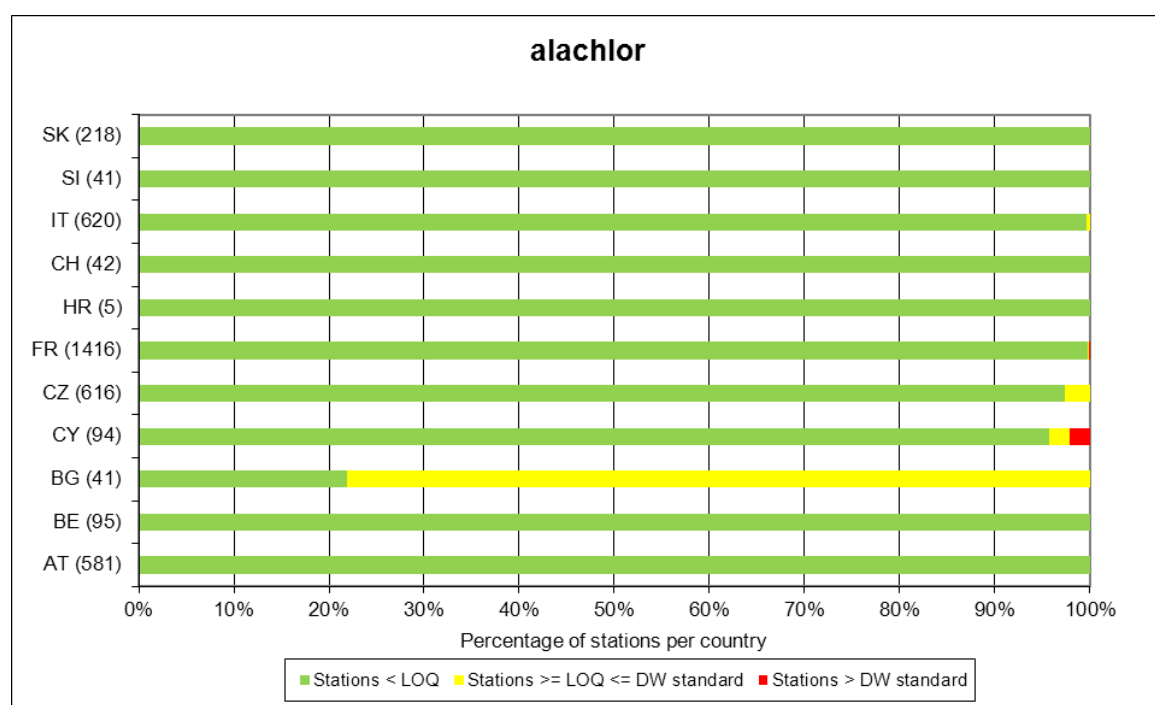 alachlor
SK (218)
SI (41)
IT (620)
CH (42)
HR (5)
FR (1416)
CZ (616)
CY (94)
BG (41)
BE (95)
AT (581)
0% 10% 20% 30% 40% 50% 60% 70% 80% 90% 100%
Percentage of stations per country
Stations < LOQ Stations >= LOQ <= DW standard Stations > DW standard